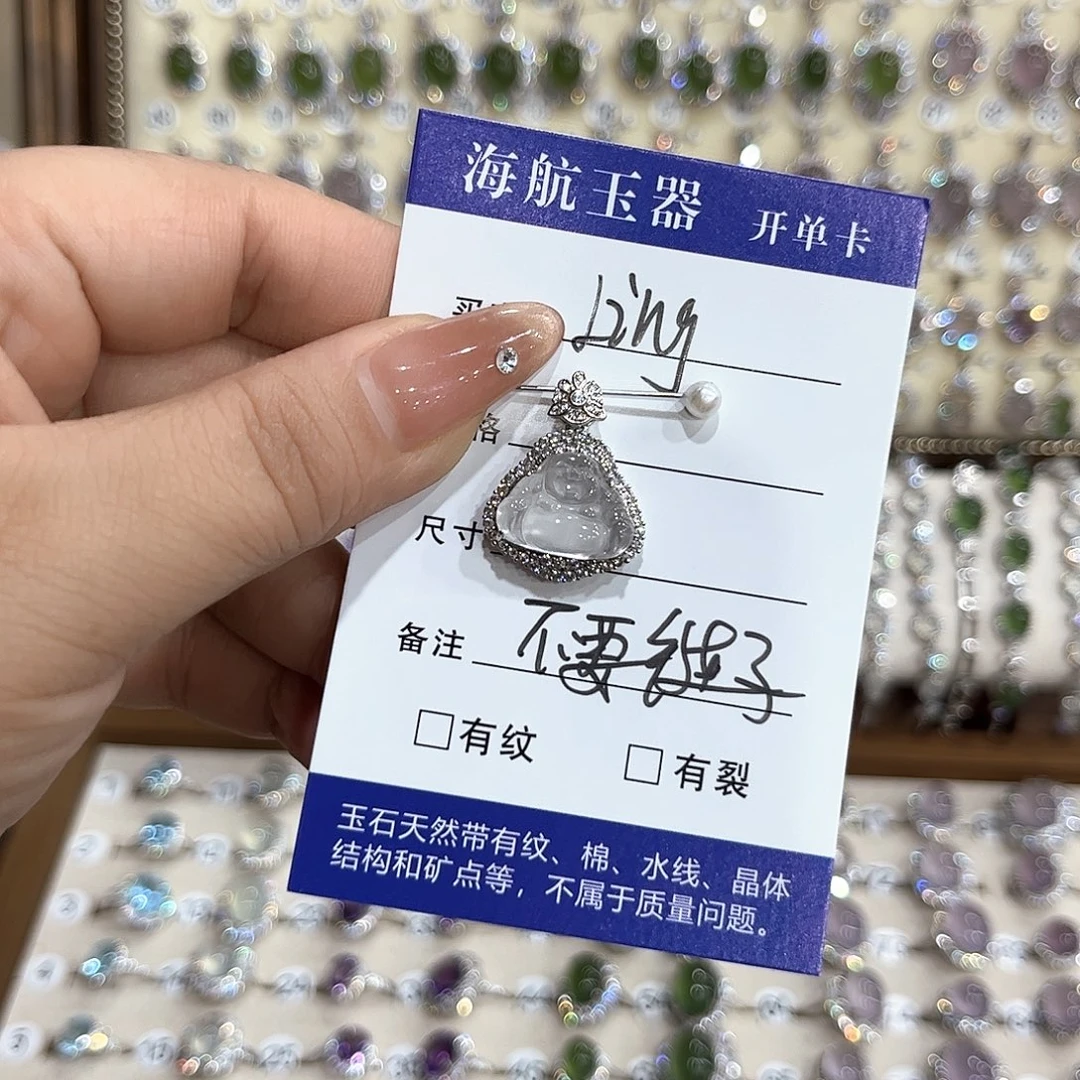 海航玉器 开单卡
买 Ling
格
尺寸
备注 不要链子
有纹 有裂
玉石天然带有纹、棉、水线、晶体
结构和矿点等，不属于质量问题。